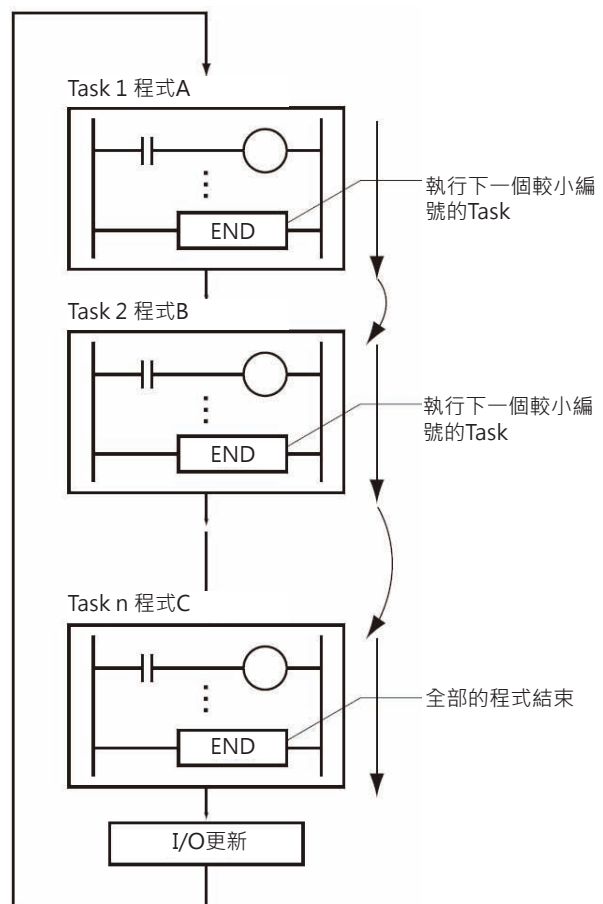 Task 1 程式A
執行下一個較小編
號的Task
END
Task 2 程式B
執行下一個較小編
號的Task
END
Task n 程式C
全部的程式結束
END
I/O更新